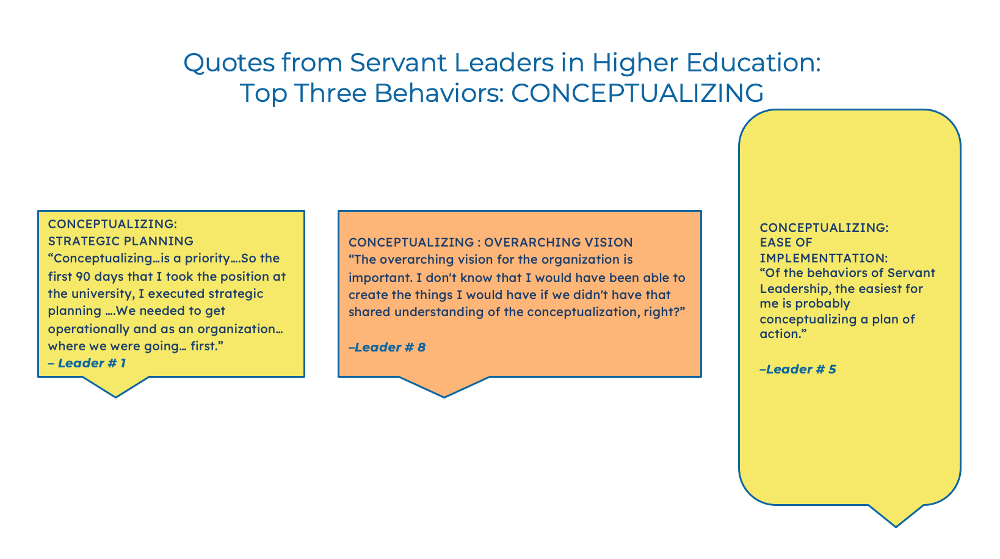 Quotes from Servant Leaders in Higher Education:
Top Three Behaviors: CONCEPTUALIZING
CONCEPTUALIZING:
STRATEGIC PLANNING
“Conceptualizing…is a priority….So the
first 90 days that I took the position at
the university, I executed strategic
planning ….We needed to get
operationally and as an organization…
where we were going… first.”
– Leader # 1
CONCEPTUALIZING : OVERARCHING VISION
“The overarching vision for the organization is
important. I don't know that I would have been able to
create the things I would have if we didn't have that
shared understanding of the conceptualization, right?”
–Leader # 8
CONCEPTUALIZING:
EASE OF
IMPLEMENTTATION:
“Of the behaviors of Servant
Leadership, the easiest for
me is probably
conceptualizing a plan of
action.”
–Leader # 5